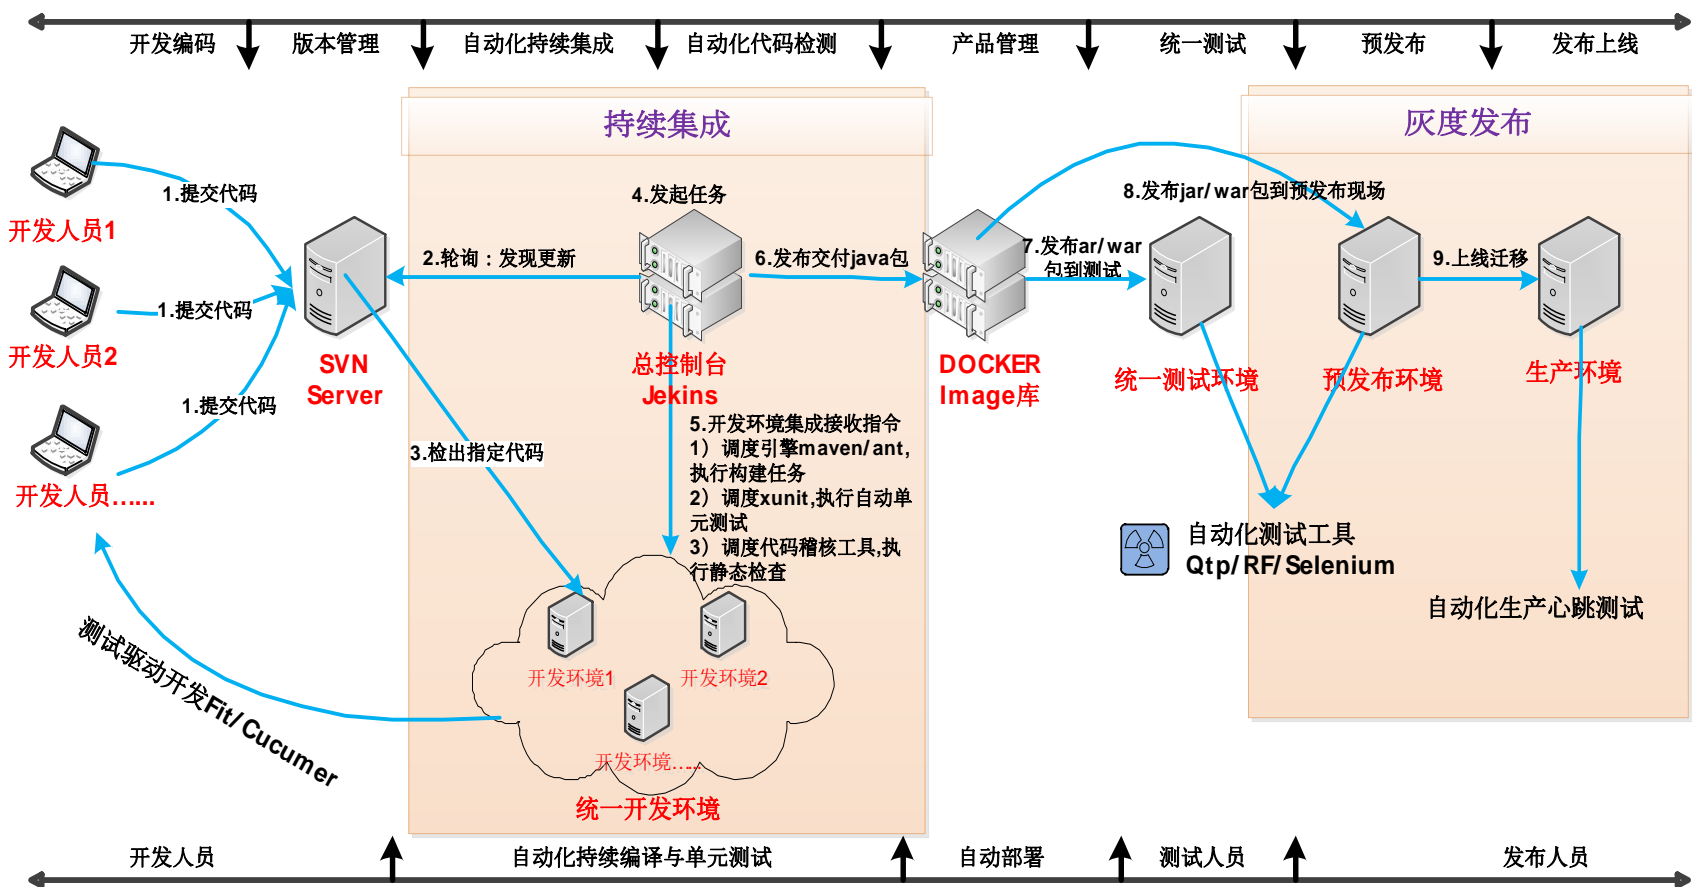 开发编码
版本管理
自动化持续集成
自动化代码检测
产品管理
统一测试
预发布
发布上线
持续集成
灰度发布
开发人员1
1.提交代码
开发人员2
1.提交代码
开发人员......
1.提交代码
SVN
Server
2.轮询：发现更新
3.检出指定代码
4.发起任务
总控制台
Jekins
6.发布交付java包
5.开发环境集成接收指令
1）调度引擎maven/ant,
执行构建任务
2）调度xunit,执行自动单
元测试
3）调度代码稽核工具,执
行静态检查
开发环境1
开发环境2
开发环境......
统一开发环境
测试驱动开发Fit/Cucumer
DOCKER
Image库
7.发布ar/war
包到测试
8.发布jar/war包到预发布现场
统一测试环境
预发布环境
9.上线迁移
生产环境
自动化测试工具
Qtp/RF/Selenium
自动化生产心跳测试
开发人员
自动化持续编译与单元测试
自动部署
测试人员
发布人员